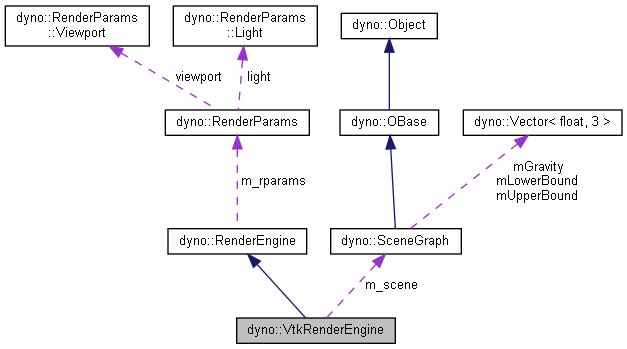 dyno::RenderParams
::Viewport
dyno::RenderParams
::Light
dyno::Object
viewport
light
dyno::RenderParams
dyno::OBase
dyno::Vector< float, 3 >
m_rparams
mGravity
mLowerBound
mUpperBound
dyno::RenderEngine
dyno::SceneGraph
m_scene
dyno::VtkRenderEngine